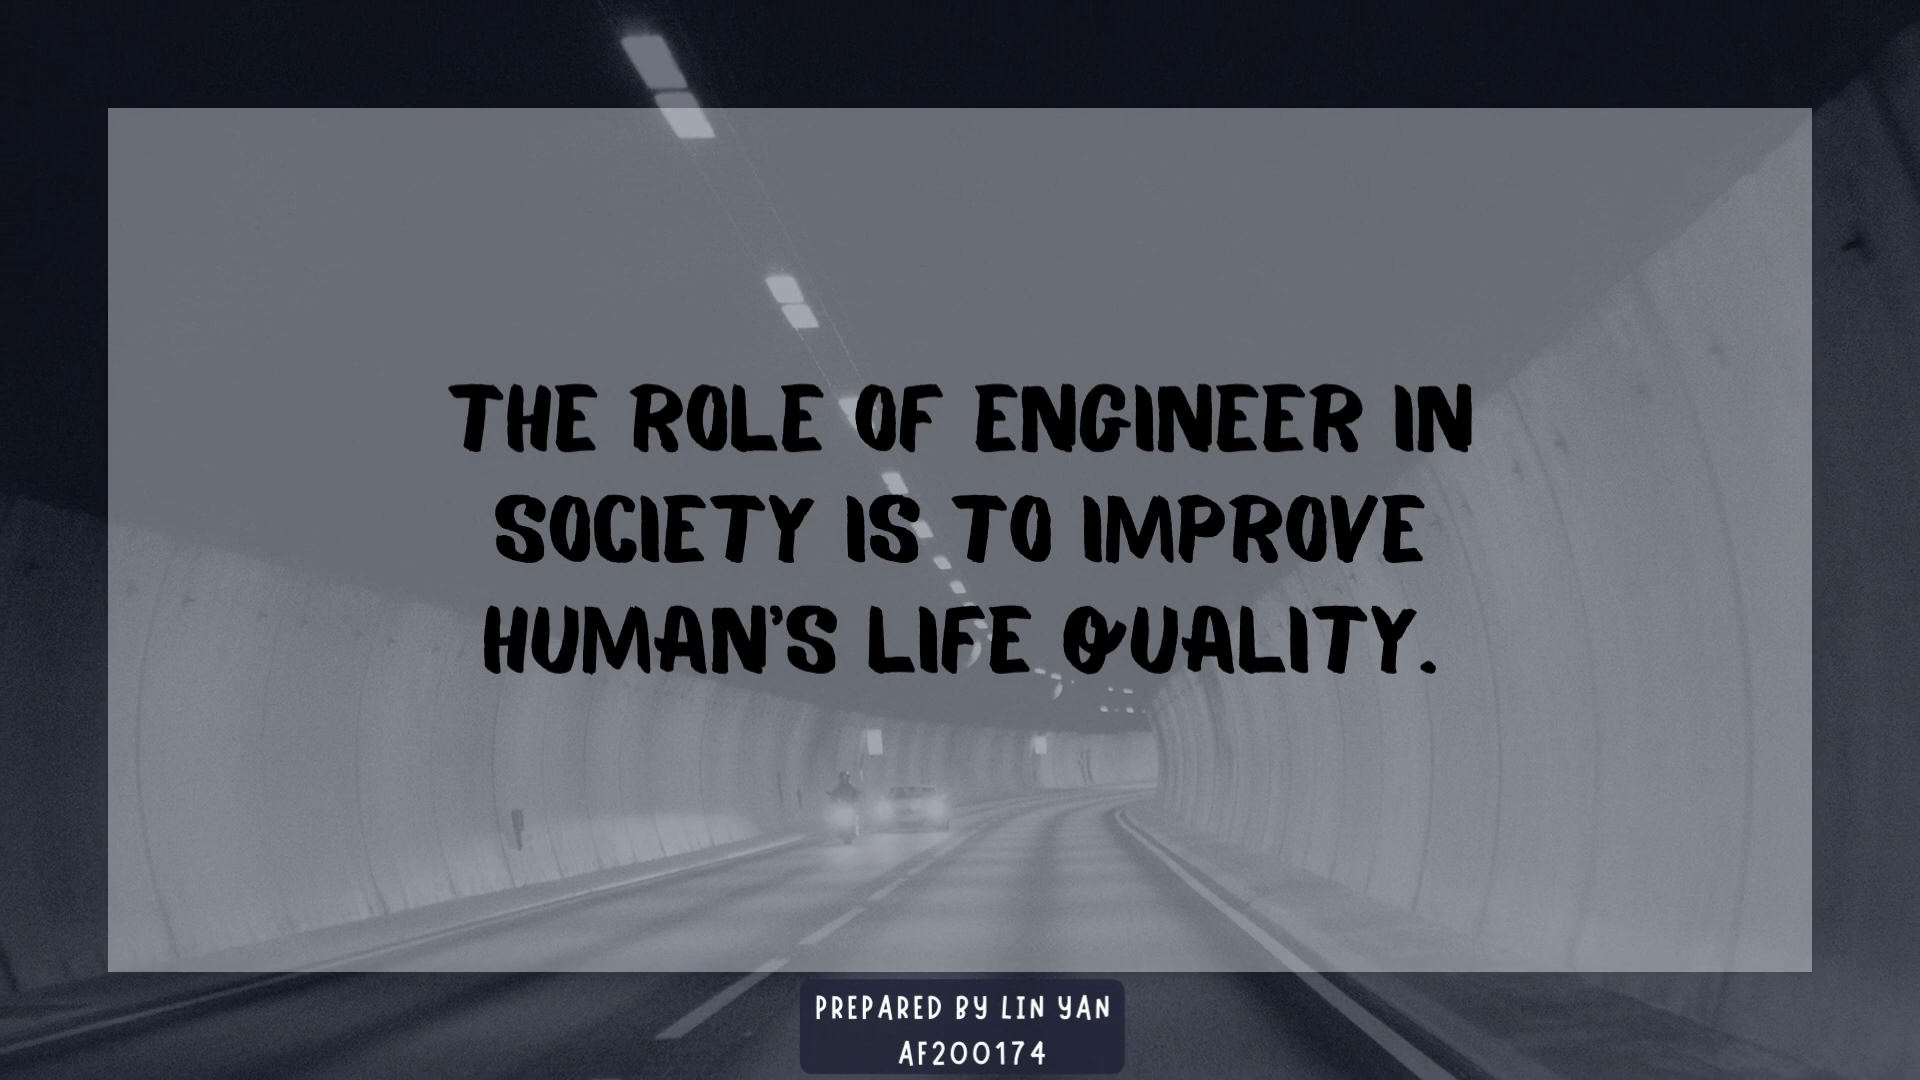 THE ROLE OF ENGINEER IN
SOCIETY IS TO IMPROVE
HUMAN'S LIFE QUALITY.
PREPARED BY LIN YAN
AF200174